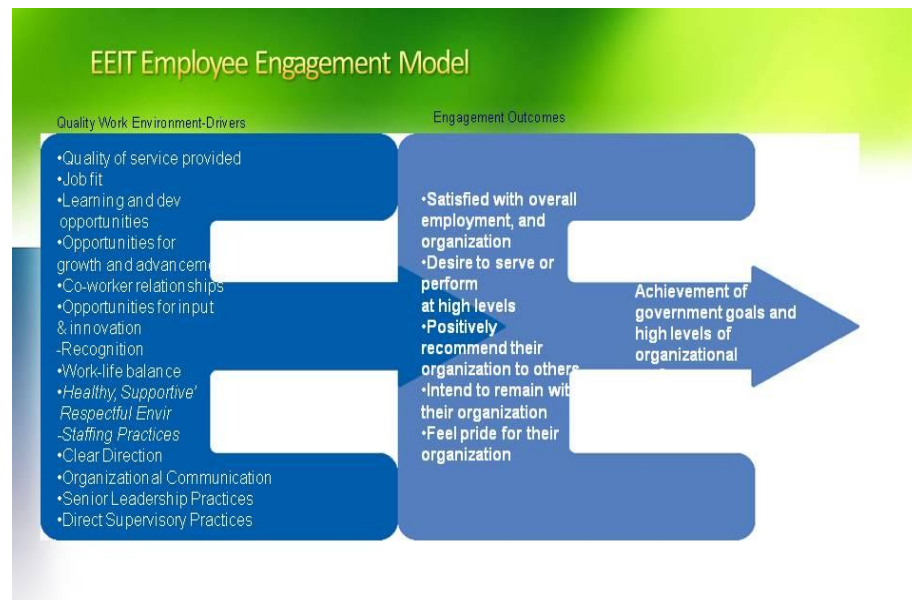 EEIT Employee Engagement Model
Quality Work Environment-Drivers
•Quality of service provided
•Job fit
•Learning and dev
opportunities
•Opportunities for
growth and advanceme
•Co-worker relationships
•Opportunities for input
& innovation
-Recognition
•Work-life balance
•Healthy, Supportive'
Respectful Envir
-Staffing Practices
•Clear Direction
•Organizational Communication
•Senior Leadership Practices
•Direct Supervisory Practices
Engagement Outcomes
•Satisfied with overall
employment, and
organization
•Desire to serve or
perform
at high levels
•Positively
recommend their
organization to others
•Intend to remain wit
their organization
•Feel pride for their
organization
Achievement of
government goals and
high levels of
organizational